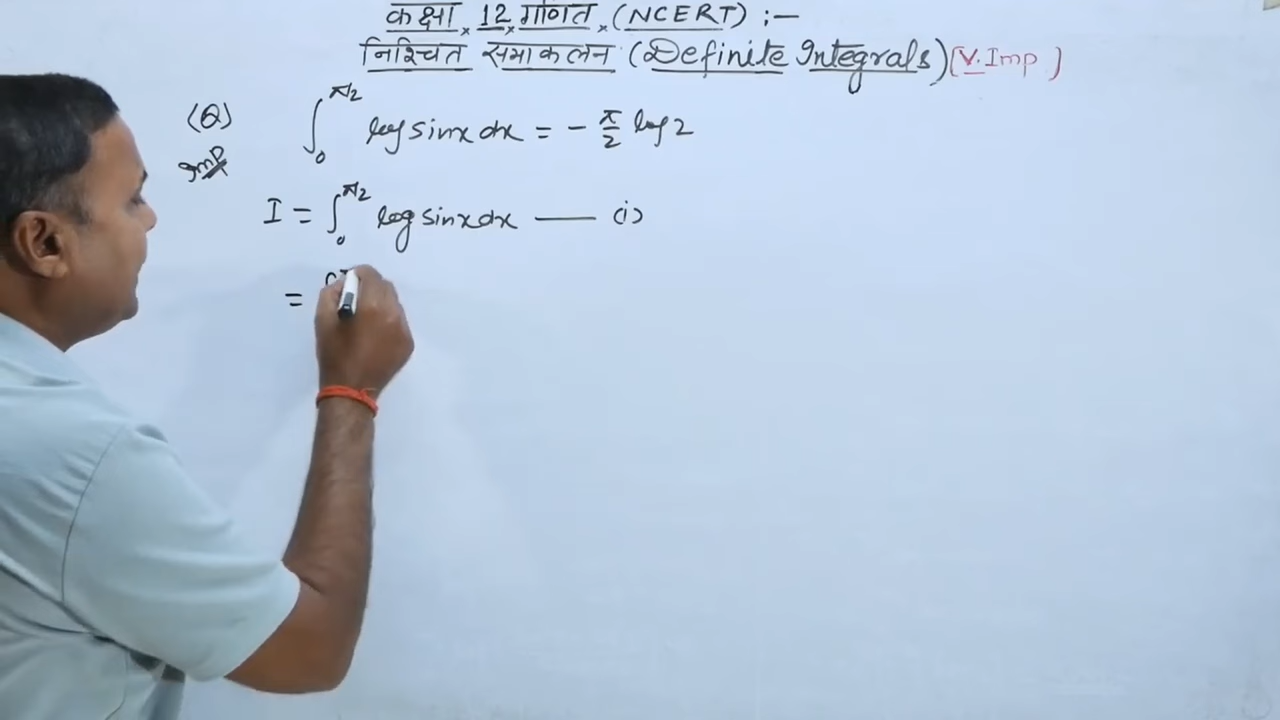 कक्षा × 12 × गणित × (NCERT) :—
निश्चित समाकलन (Definite Integrals) (V. Imp)
(Q) ∫₀^{π/2} log sinx dx = - π/2 log 2
Imp
I = ∫₀^{π/2} log sinx dx —— (i)
=